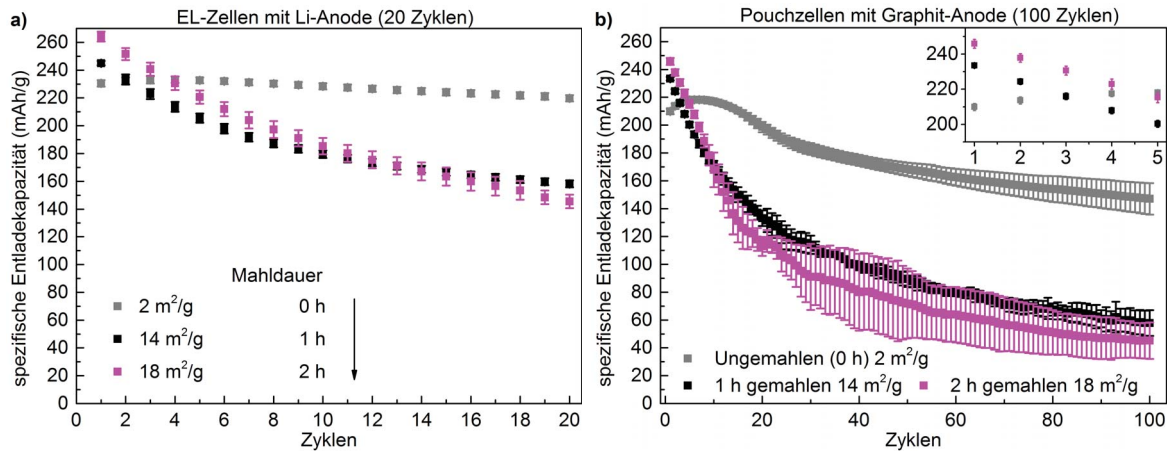 a) EL-Zellen mit Li-Anode (20 Zyklen)
spezifische Entladekapazität (mAh/g)
260
240
220
200
180
160
140
120
100
80
60
40
20
0
Mahldauer
2 m²/g 0 h
14 m²/g 1 h
18 m²/g 2 h
0 2 4 6 8 10 12 14 16 18 20
Zyklen
b) Pouchzellen mit Graphit-Anode (100 Zyklen)
spezifische Entladekapazität (mAh/g)
260
240
220
200
180
160
140
120
100
80
60
40
20
0
240
220
200
1 2 3 4 5
Ungemahlen (0 h) 2 m²/g
1 h gemahlen 14 m²/g 2 h gemahlen 18 m²/g
0 20 40 60 80 100
Zyklen